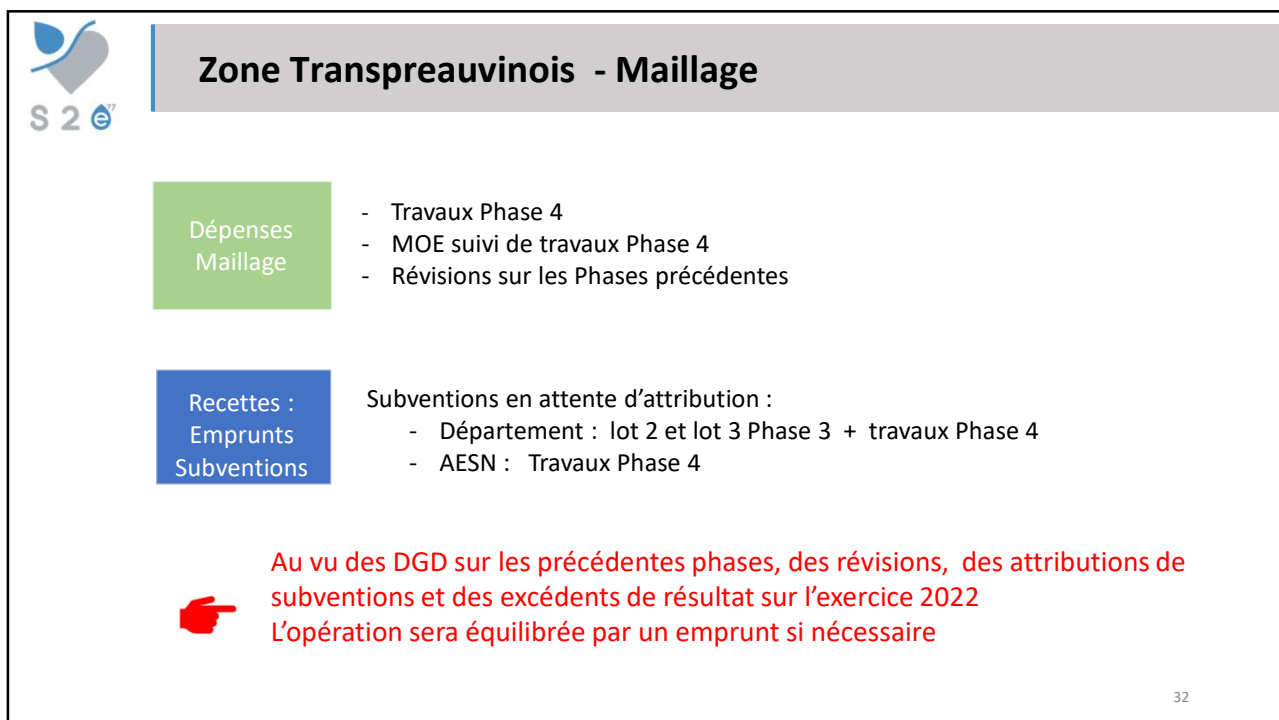 Zone Transpreauvinois - Maillage
S 2 e 77
Dépenses
Maillage
- Travaux Phase 4
- MOE suivi de travaux Phase 4
- Révisions sur les Phases précédentes
Recettes :
Emprunts
Subventions
Subventions en attente d’attribution :
- Département : lot 2 et lot 3 Phase 3 + travaux Phase 4
- AESN : Travaux Phase 4
Au vu des DGD sur les précédentes phases, des révisions, des attributions de
subventions et des excédents de résultat sur l’exercice 2022
L’opération sera équilibrée par un emprunt si nécessaire
32